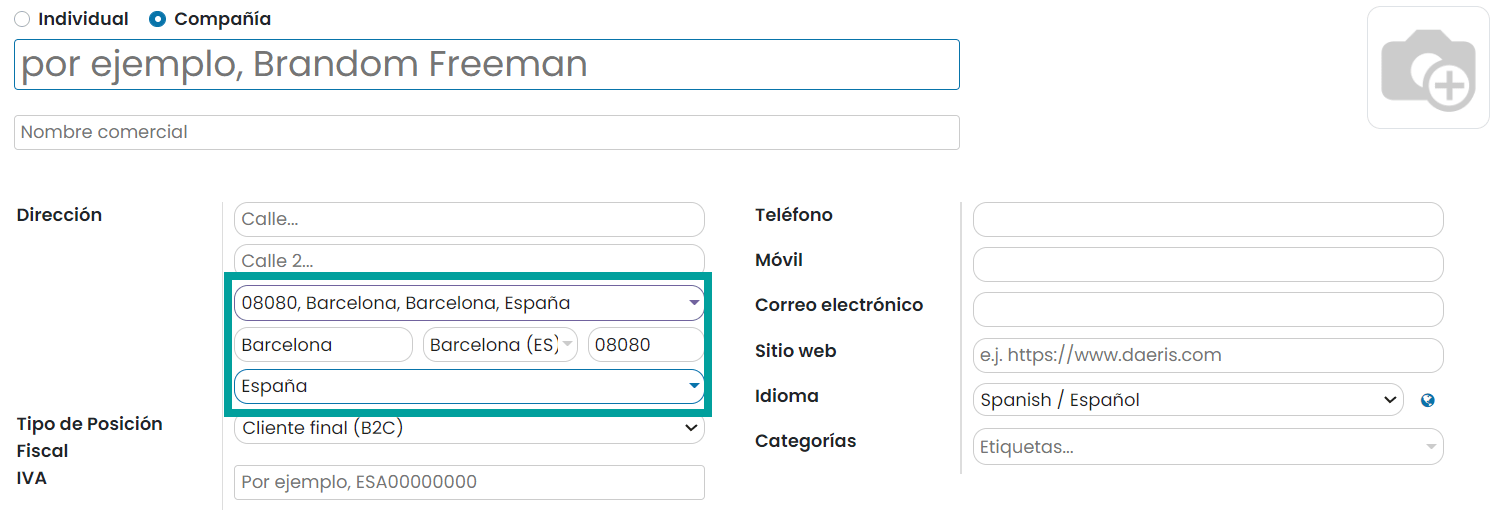 Individual Compañía
por ejemplo, Brandom Freeman
Nombre comercial
Dirección
Calle...
Calle 2...
08080, Barcelona, Barcelona, España
Barcelona Barcelona (ES) 08080
España
Tipo de Posición Fiscal
Cliente final (B2C)
IVA
Por ejemplo, ESA00000000
Teléfono
Móvil
Correo electrónico
Sitio web
e.j. https://www.daeris.com
Idioma
Spanish / Español
Categorías
Etiquetas...